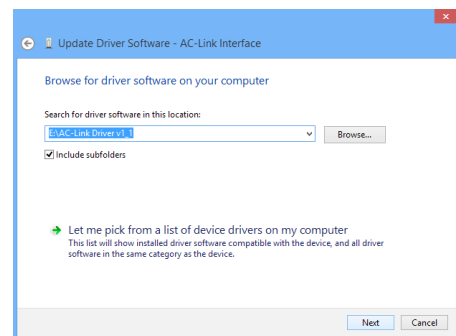 Update Driver Software - AC-Link Interface
Browse for driver software on your computer
Search for driver software in this location:
E:\AC-Link Driver v1_1
Browse...
Include subfolders
Let me pick from a list of device drivers on my computer
This list will show installed driver software compatible with the device, and all driver
software in the same category as the device.
Next Cancel